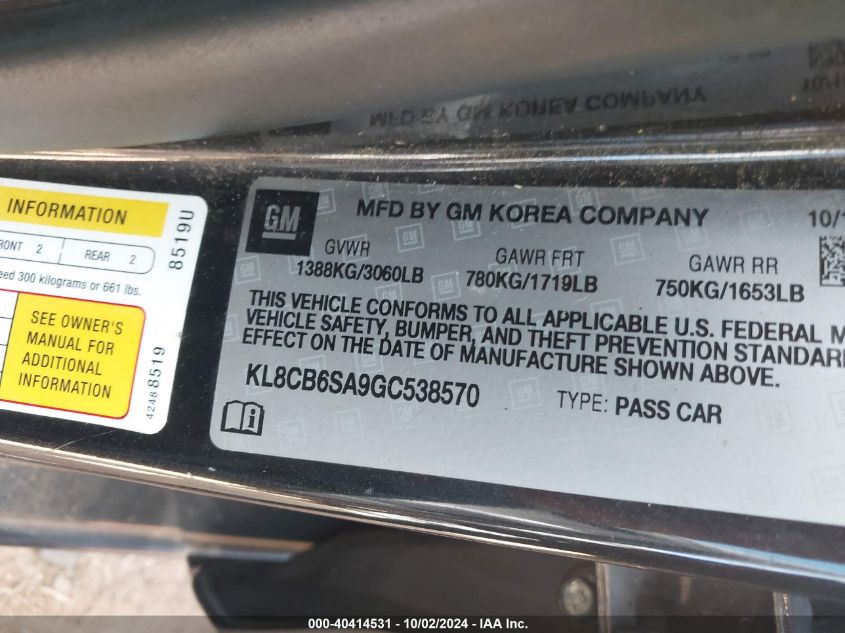 MFD BY GM KOREA COMPANY
10/1
INFORMATION
FRONT 2 REAR 2
eed 300 kilograms or 661 lbs.
SEE OWNER'S
MANUAL FOR
ADDITIONAL
INFORMATION
8519U
42488519
GM
MFD BY GM KOREA COMPANY
10/1
GVWR GAWR FRT GAWR RR
1388KG/3060LB 780KG/1719LB 750KG/1653LB
THIS VEHICLE CONFORMS TO ALL APPLICABLE U.S. FEDERAL M
VEHICLE SAFETY, BUMPER, AND THEFT PREVENTION STANDAR
EFFECT ON THE DATE OF MANUFACTURE SHOWN ABOVE.
KL8CB6SA9GC538570 TYPE: PASS CAR
000-40414531 - 10/02/2024 - IAA Inc.